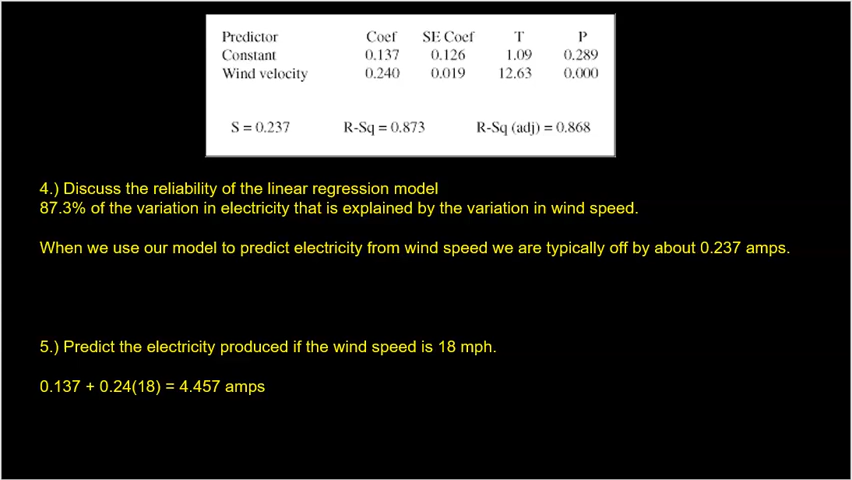 Predictor Coef SE Coef T P
Constant 0.137 0.126 1.09 0.289
Wind velocity 0.240 0.019 12.63 0.000
S = 0.237 R-Sq = 0.873 R-Sq (adj) = 0.868
4.) Discuss the reliability of the linear regression model
87.3% of the variation in electricity that is explained by the variation in wind speed.
When we use our model to predict electricity from wind speed we are typically off by about 0.237 amps.
5.) Predict the electricity produced if the wind speed is 18 mph.
0.137 + 0.24(18) = 4.457 amps